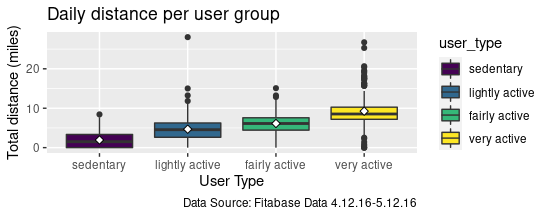 Daily distance per user group
Total distance (miles)
20
10
0
sedentary
lightly active
fairly active
very active
User Type
user_type
sedentary
lightly active
fairly active
very active
Data Source: Fitabase Data 4.12.16-5.12.16